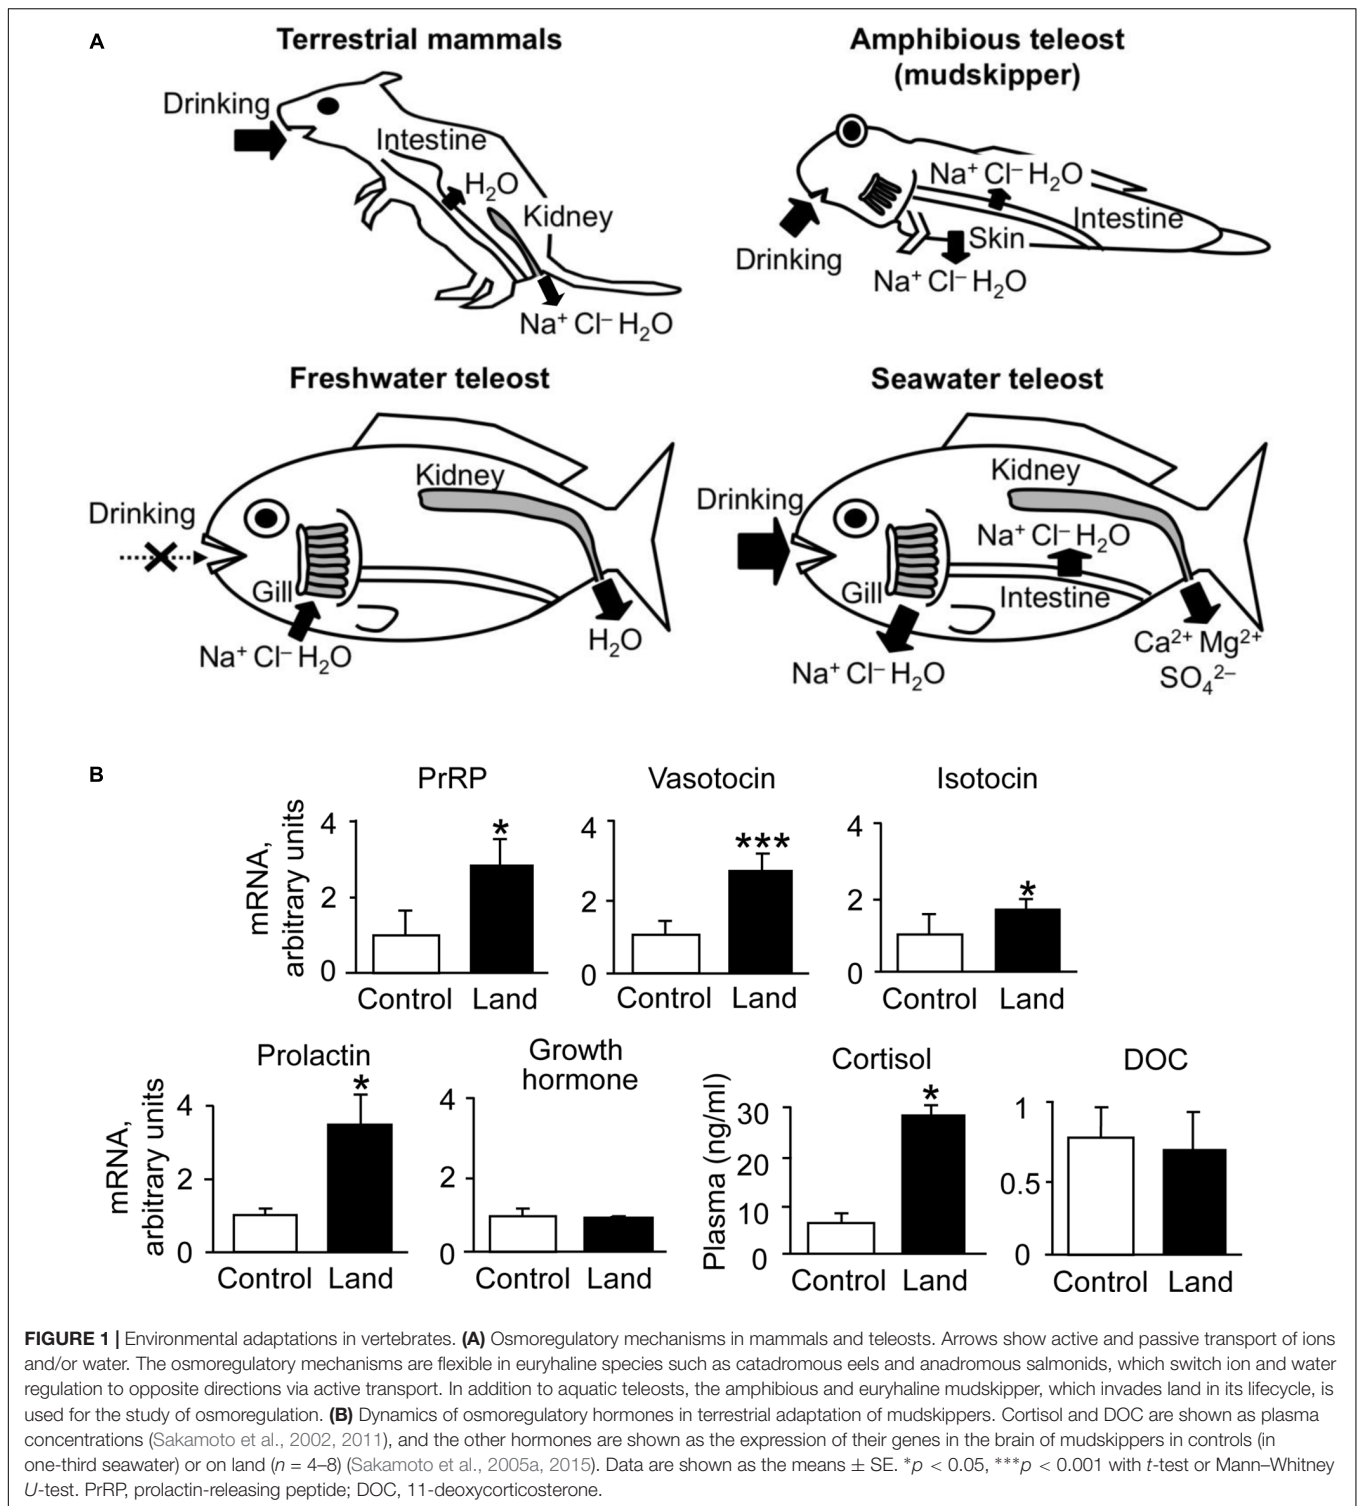 A
Terrestrial mammals
Drinking
Intestine
H₂O
Kidney
Na⁺ Cl⁻ H₂O
Amphibious teleost
(mudskipper)
Na⁺ Cl⁻ H₂O
Intestine
Skin
Drinking
Na⁺ Cl⁻ H₂O
Freshwater teleost
Kidney
Drinking
Gill
Na⁺ Cl⁻ H₂O
H₂O
Seawater teleost
Kidney
Drinking
Na⁺ Cl⁻ H₂O
Gill
Intestine
Na⁺ Cl⁻ H₂O
Ca²⁺ Mg²⁺
SO₄²⁻
B
PrRP
mRNA,
arbitrary units
4
2
0
Control Land
*
Vasotocin
4
2
0
Control Land
***
Isotocin
4
2
0
Control Land
*
Prolactin
mRNA,
arbitrary units
4
2
0
Control Land
*
Growth
hormone
4
2
0
Control Land
Cortisol
Plasma (ng/ml)
30
20
10
0
Control Land
*
DOC
1
0.5
0
Control Land
FIGURE 1 | Environmental adaptations in vertebrates. (A) Osmoregulatory mechanisms in mammals and teleosts. Arrows show active and passive transport of ions
and/or water. The osmoregulatory mechanisms are flexible in euryhaline species such as catadromous eels and anadromous salmonids, which switch ion and water
regulation to opposite directions via active transport. In addition to aquatic teleosts, the amphibious and euryhaline mudskipper, which invades land in its lifecycle, is
used for the study of osmoregulation. (B) Dynamics of osmoregulatory hormones in terrestrial adaptation of mudskippers. Cortisol and DOC are shown as plasma
concentrations (Sakamoto et al., 2002, 2011), and the other hormones are shown as the expression of their genes in the brain of mudskippers in controls (in
one-third seawater) or on land (n = 4–8) (Sakamoto et al., 2005a, 2015). Data are shown as the means ± SE. *p < 0.05, ***p < 0.001 with t-test or Mann–Whitney
U-test. PrRP, prolactin-releasing peptide; DOC, 11-deoxycorticosterone.